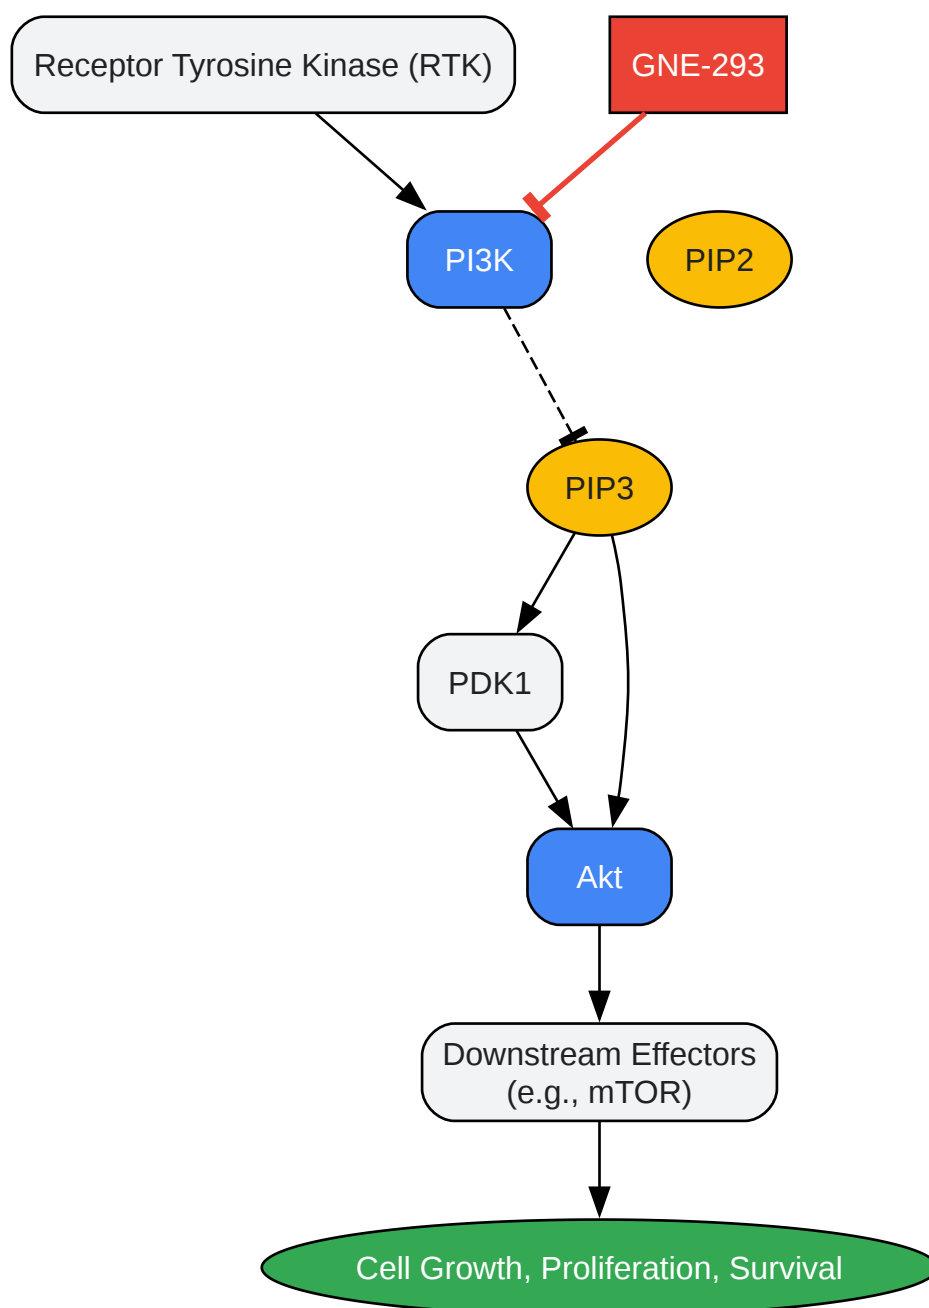 Receptor Tyrosine Kinase (RTK)
GNE-293
PI3K
PIP2
PIP3
PDK1
Akt
Downstream Effectors
(e.g., mTOR)
Cell Growth, Proliferation, Survival